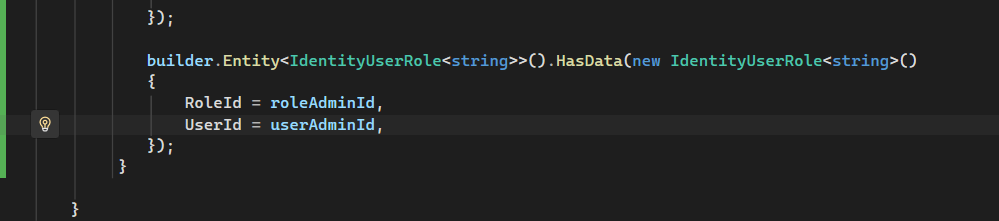 });
builder.Entity<IdentityUserRole<string>>().HasData(new IdentityUserRole<string>()
{
RoleId = roleAdminId,
UserId = userAdminId,
});
}
}